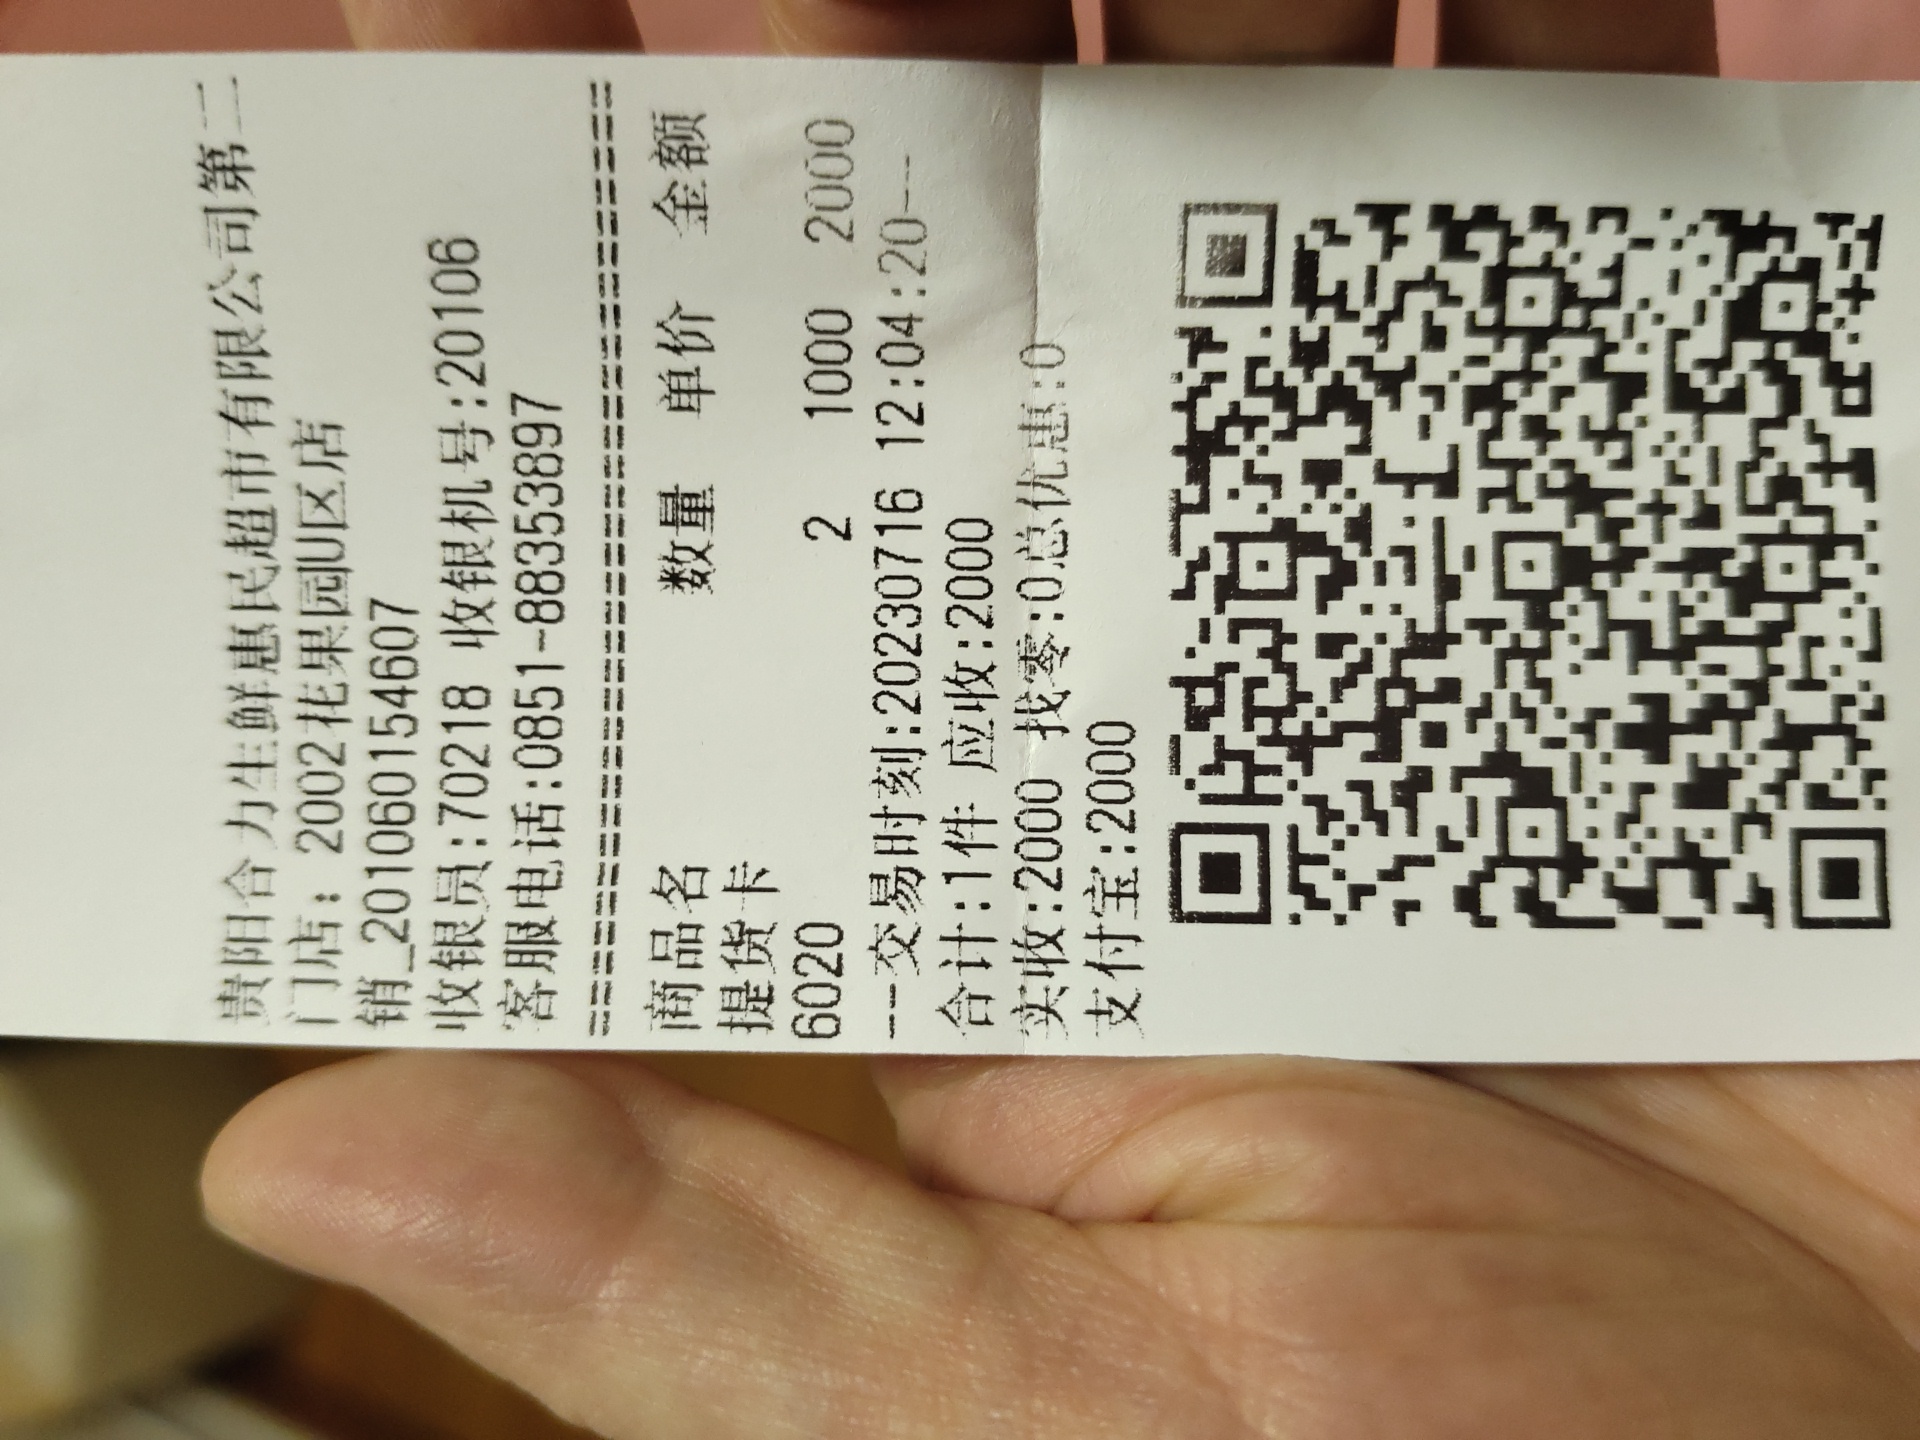 贵阳合力生鲜惠民超市有限公司第二
门店: 2002花果园U区店
销_201060154607
收银员:70218 收银机号:20106
客服电话:0851-88353897
================================
商品名 数量 单价 金额
提货卡
6020 2 1000 2000
--交易时刻:20230716 12:04:20--
合计:1件 应收:2000
实收:2000 找零:0总优惠:0
支付宝:2000